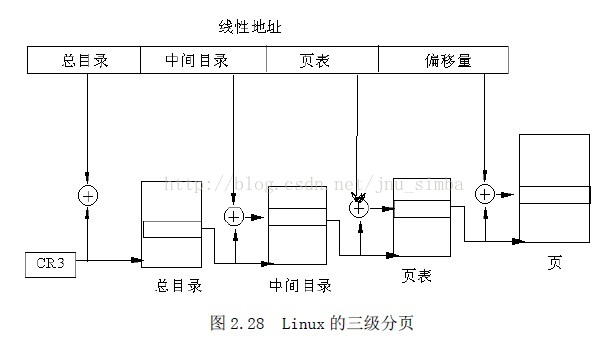 线性地址
总目录 中间目录 页表 偏移量
http://blog.csdn.net/jnu_simba
CR3
总目录
中间目录
页表
页
图 2.28 Linux 的三级分页